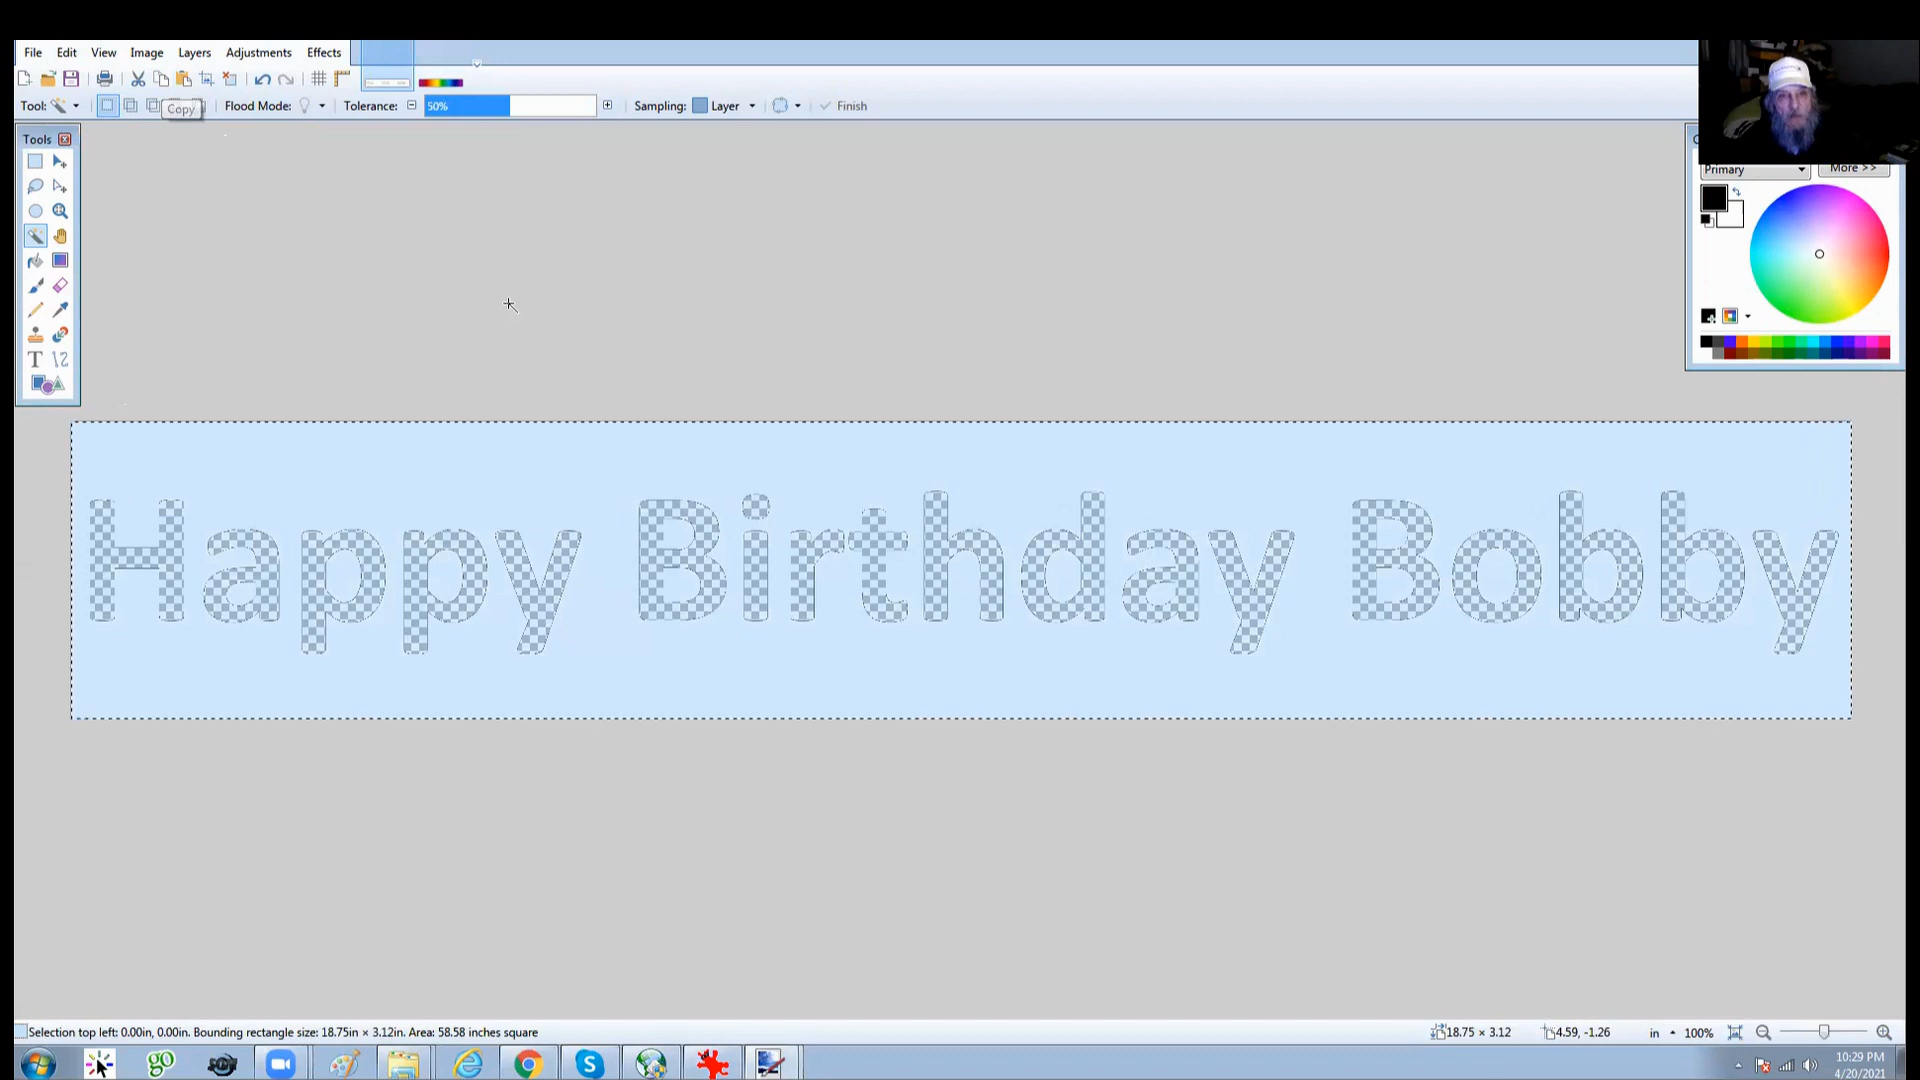 File Edit View Image Layers Adjustments Effects
Tool: Copy Flood Mode: Tolerance: 50% Sampling: Layer Finish
Tools
Primary More >>
T
Happy Birthday Bobby
Selection top left: 0.00in, 0.00in. Bounding rectangle size: 18.75in × 3.12in. Area: 58.58 inches square 18.75 × 3.12 4.59, -1.26 in 100%
go S 10:29 PM
4/20/2021